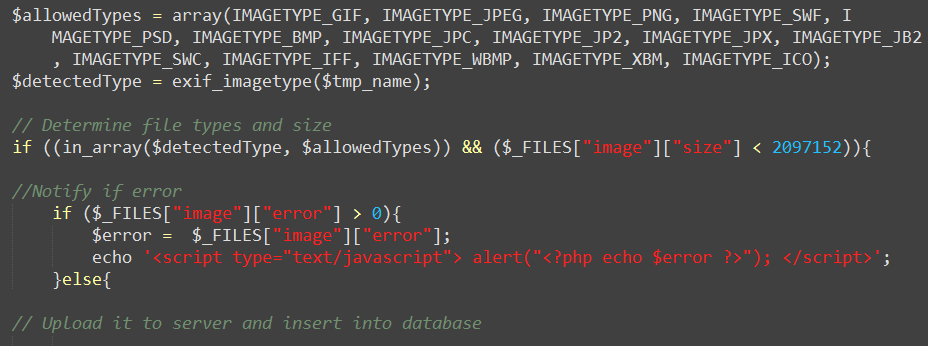 $allowedTypes = array(IMAGETYPE_GIF, IMAGETYPE_JPEG, IMAGETYPE_PNG, IMAGETYPE_SWF, I
MAGETYPE_PSD, IMAGETYPE_BMP, IMAGETYPE_JPC, IMAGETYPE_JP2, IMAGETYPE_JPX, IMAGETYPE_JB2
, IMAGETYPE_SWC, IMAGETYPE_IFF, IMAGETYPE_WBMP, IMAGETYPE_XBM, IMAGETYPE_ICO);
$detectedType = exif_imagetype($tmp_name);
// Determine file types and size
if ((in_array($detectedType, $allowedTypes)) && ($_FILES["image"]["size"] < 2097152)){
//Notify if error
if ($_FILES["image"]["error"] > 0){
$error =  $_FILES["image"]["error"];
echo '<script type="text/javascript"> alert("<?php echo $error ?>"); </script>';
}else{
// Upload it to server and insert into database